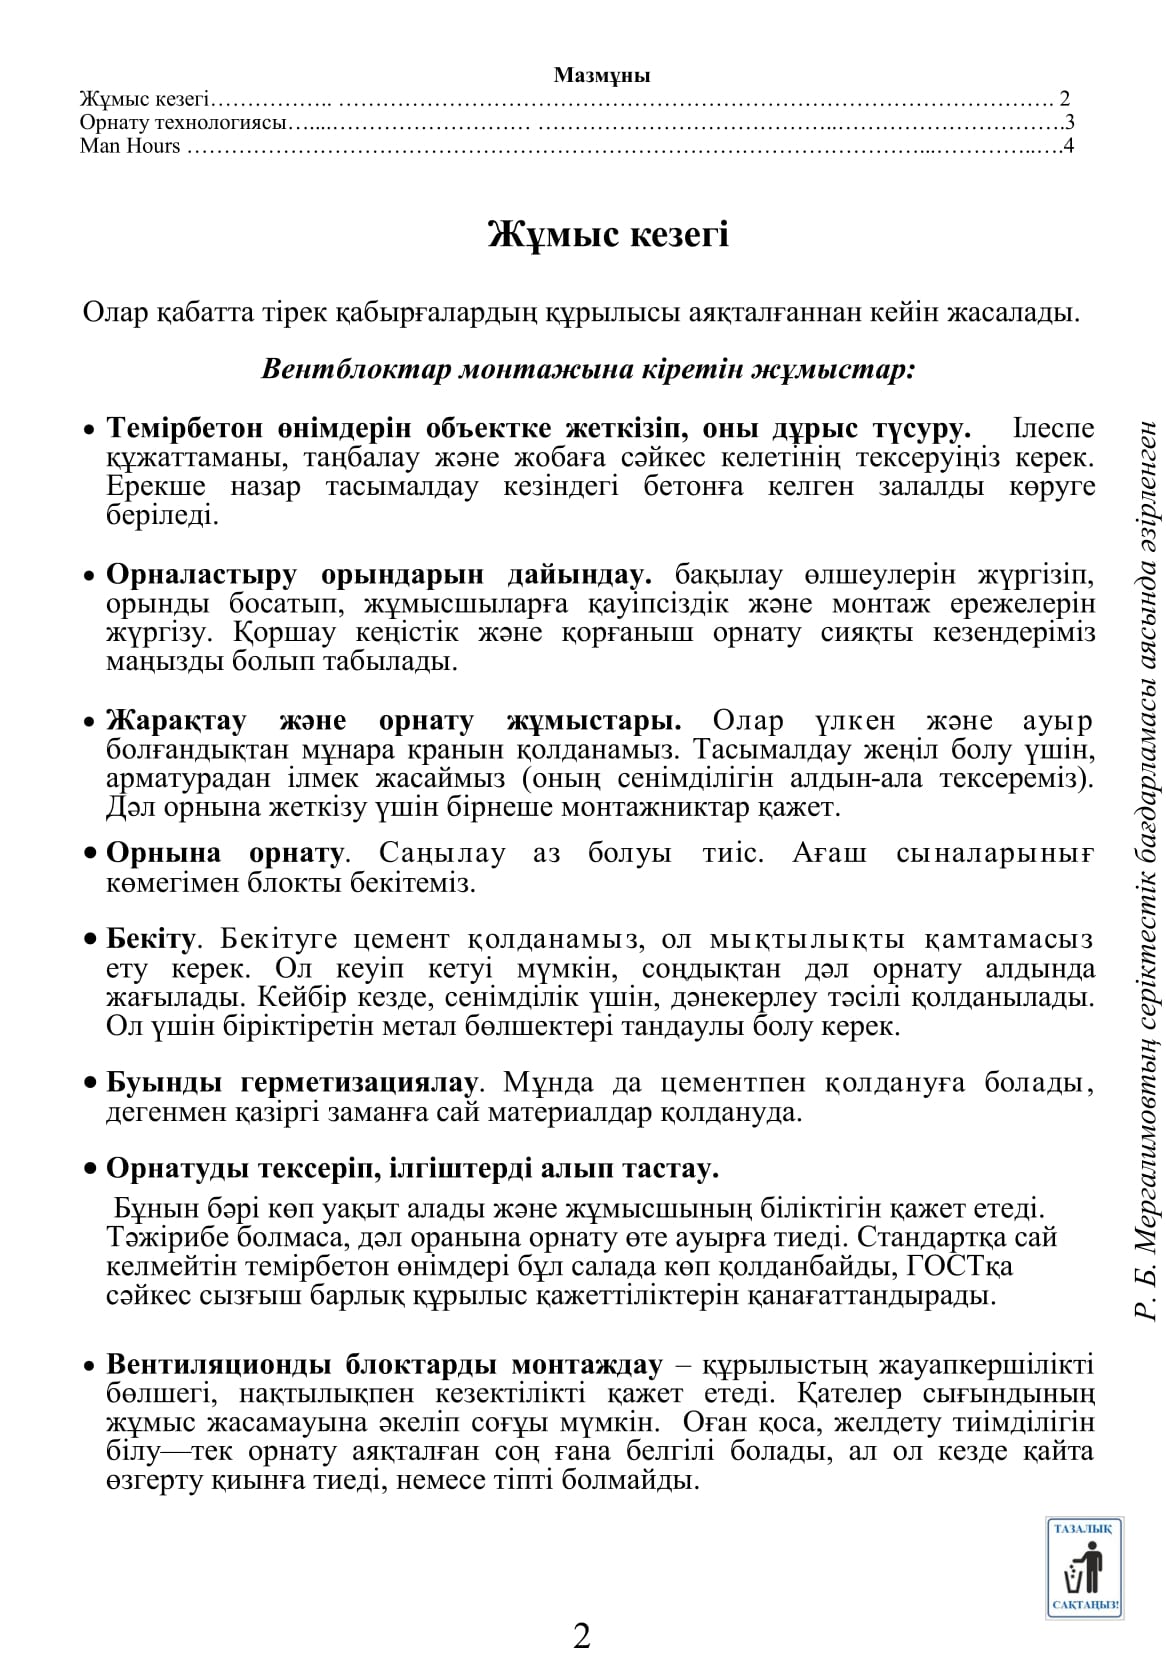 Мазмұны
Жұмыс кезегі…………….. ……………………………………………………………………………………. 2
Орнату технологиясы…...……………………… …………………………………..………………………….3
Man Hours ………………………………………………………………………………………...…………..….4
Жұмыс кезегі
Олар қабатта тірек қабырғалардың құрылысы аяқталғаннан кейін жасалады.
Вентблоктар монтажына кіретін жұмыстар:
• Темірбетон өнімдерін объектке жеткізіп, оны дұрыс түсуру. Ілеспе
құжаттаманы, таңбалау және жобаға сәйкес келетінің тексеруіңіз керек.
Ерекше назар тасымалдау кезіндегі бетонға келген залалды көруге
беріледі.
• Орналастыру орындарын дайындау. бақылау өлшеулерін жүргізіп,
орынды босатып, жұмысшыларға қауіпсіздік және монтаж ережелерін
жүргізу. Қоршау кеңістік және қорғаныш орнату сияқты кезендеріміз
маңызды болып табылады.
• Жарақтау және орнату жұмыстары. Олар үлкен және ауыр
болғандықтан мұнара кранын қолданамыз. Тасымалдау жеңіл болу үшін,
арматурадан ілмек жасаймыз (оның сенімділігін алдын-ала тексереміз).
Дәл орнына жеткізу үшін бірнеше монтажниктар қажет.
• Орнына орнату. Саңылау аз болуы тиіс. Ағаш сыналарынығ
көмегімен блокты бекітеміз.
• Бекіту. Бекітуге цемент қолданамыз, ол мықтылықты қамтамасыз
ету керек. Ол кеуіп кетуі мүмкін, соңдықтан дәл орнату алдында
жағылады. Кейбір кезде, сенімділік үшін, дәнекерлеу тәсілі қолданылады.
Ол үшін біріктіретін метал бөлшектері тандаулы болу керек.
• Буынды герметизациялау. Мұнда да цементпен қолдануға болады,
дегенмен қазіргі заманға сай материалдар қолдануда.
• Орнатуды тексеріп, ілгіштерді алып тастау.
Бұнын бәрі көп уақыт алады және жұмысшының біліктігін қажет етеді.
Тәжірибе болмаса, дәл оранына орнату өте ауырға тиеді. Стандартқа сай
келмейтін темірбетон өнімдері бұл салада көп қолданбайды, ГОСТқа
сәйкес сызғыш барлық құрылыс қажеттіліктерін қанағаттандырады.
• Вентиляционды блоктарды монтаждау – құрылыстың жауапкершілікті
бөлшегі, нақтылықпен кезектілікті қажет етеді. Қателер сығындының
жұмыс жасамауына әкеліп соғұы мүмкін. Оған қоса, желдету тиімділігін
білу—тек орнату аяқталған соң ғана белгілі болады, ал ол кезде қайта
өзгерту қиынға тиеді, немесе тіпті болмайды.
Р. Б. Мергалимовтың серіктестік бағдарламасы аясында әзірленген
ТАЗАЛЫҚ
САҚТАҢЫЗ!
2